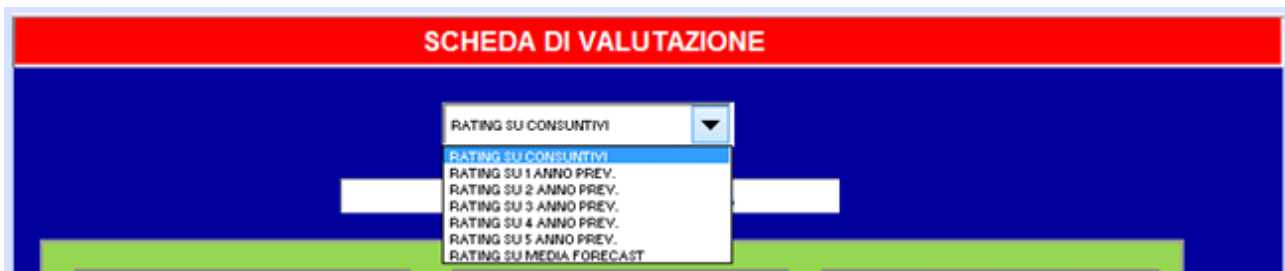 SCHEDA DI VALUTAZIONE
RATING SU CONSUNTIVI
RATING SU CONSUNTIVI
RATING SU 1 ANNO PREV.
RATING SU 2 ANNO PREV.
RATING SU 3 ANNO PREV.
RATING SU 4 ANNO PREV.
RATING SU 5 ANNO PREV.
RATING SU MEDIA FORECAST